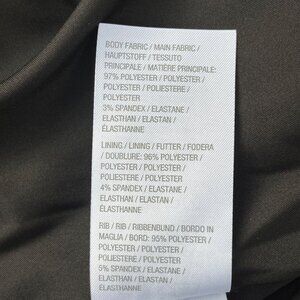 BODY FABRIC / MAIN FABRIC /
HAUPTSTOFF / TESSUTO
PRINCIPALE / MATIÈRE PRINCIPALE:
97% POLYESTER / POLYESTER /
POLYESTER / POLIESTERE /
POLYESTER
3% SPANDEX / ELASTANE /
ELASTHAN / ELASTAN /
ÉLASTHANNE
LINING / LINING / FUTTER / FODERA
/ DOUBLURE: 96% POLYESTER /
POLYESTER / POLYESTER /
POLIESTERE / POLYESTER
4% SPANDEX / ELASTANE /
ELASTHAN / ELASTAN /
ÉLASTHANNE
RIB / RIB / RIBBENBUND / BORDO IN
MAGLIA / BORD: 95% POLYESTER /
POLYESTER / POLYESTER /
POLIESTERE / POLYESTER
5% SPANDEX / ELASTANE /
ELASTHAN / ELASTAN /
ÉLASTHANNE